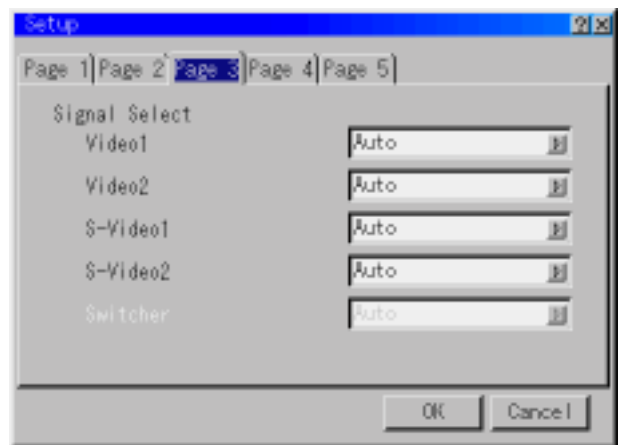 Setup
Page 1 Page 2 Page 3 Page 4 Page 5
Signal Select
Video1 Auto
Video2 Auto
S-Video1 Auto
S-Video2 Auto
Switcher Auto
OK Cancel